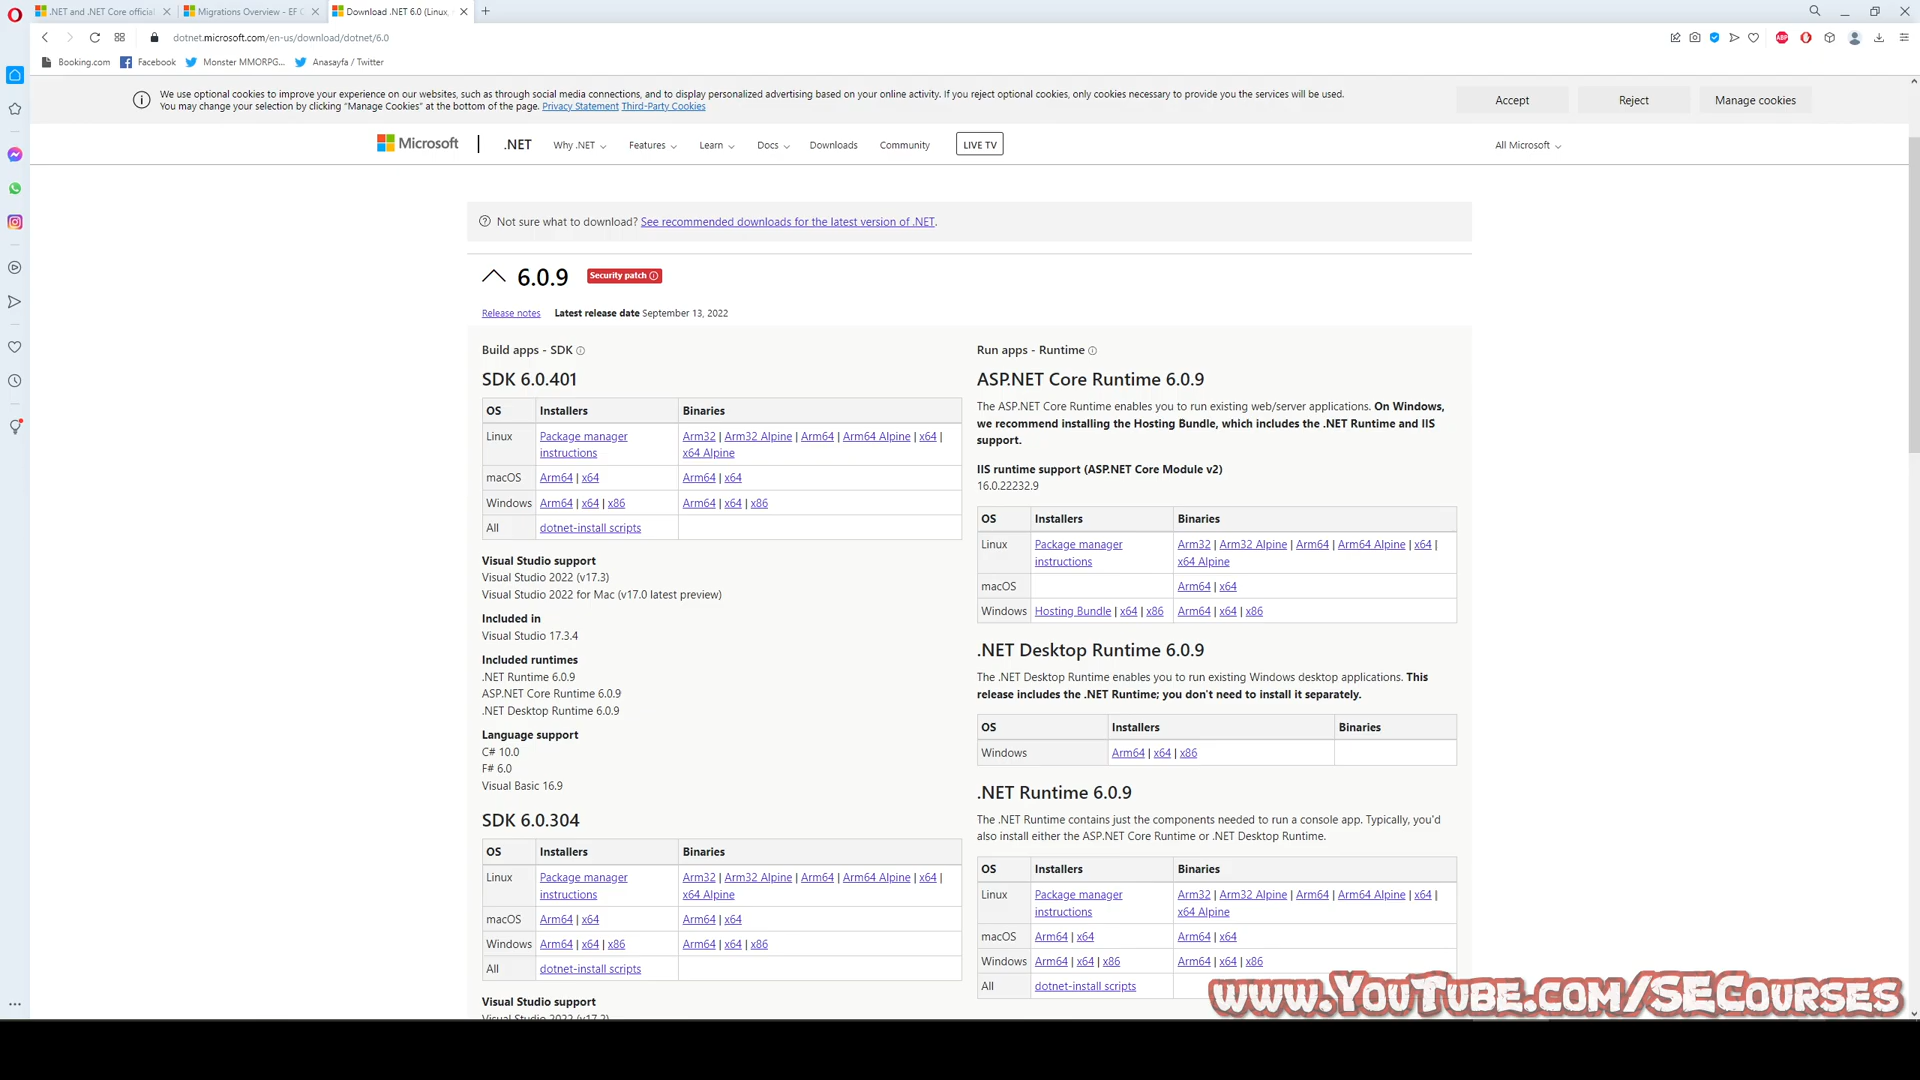 .NET and .NET Core official
Migrations Overview - EF C
Download .NET 6.0 (Linux,
dotnet.microsoft.com/en-us/download/dotnet/6.0
Booking.com
Facebook
Monster MMORPG...
Anasayfa / Twitter
We use optional cookies to improve your experience on our websites, such as through social media connections, and to display personalized advertising based on your online activity. If you reject optional cookies, only cookies necessary to provide you the services will be used.
You may change your selection by clicking "Manage Cookies" at the bottom of the page. Privacy Statement Third-Party Cookies
Accept
Reject
Manage cookies
Microsoft
.NET
Why .NET
Features
Learn
Docs
Downloads
Community
LIVE TV
All Microsoft
Not sure what to download? See recommended downloads for the latest version of .NET.
6.0.9
Security patch
Release notes
Latest release date September 13, 2022
Build apps - SDK
SDK 6.0.401
OS Installers Binaries
Linux Package manager instructions Arm32 | Arm32 Alpine | Arm64 | Arm64 Alpine | x64 | x64 Alpine
macOS Arm64 | x64 Arm64 | x64
Windows Arm64 | x64 | x86 Arm64 | x64 | x86
All dotnet-install scripts
Visual Studio support
Visual Studio 2022 (v17.3)
Visual Studio 2022 for Mac (v17.0 latest preview)
Included in
Visual Studio 17.3.4
Included runtimes
.NET Runtime 6.0.9
ASP.NET Core Runtime 6.0.9
.NET Desktop Runtime 6.0.9
Language support
C# 10.0
F# 6.0
Visual Basic 16.9
SDK 6.0.304
OS Installers Binaries
Linux Package manager instructions Arm32 | Arm32 Alpine | Arm64 | Arm64 Alpine | x64 | x64 Alpine
macOS Arm64 | x64 Arm64 | x64
Windows Arm64 | x64 | x86 Arm64 | x64 | x86
All dotnet-install scripts
Visual Studio support
Visual Studio 2022 (v17.2)
Run apps - Runtime
ASP.NET Core Runtime 6.0.9
The ASP.NET Core Runtime enables you to run existing web/server applications. On Windows,
we recommend installing the Hosting Bundle, which includes the .NET Runtime and IIS
support.
IIS runtime support (ASP.NET Core Module v2)
16.0.22232.9
OS Installers Binaries
Linux Package manager instructions Arm32 | Arm32 Alpine | Arm64 | Arm64 Alpine | x64 | x64 Alpine
macOS Arm64 | x64
Windows Hosting Bundle | x64 | x86 Arm64 | x64 | x86
.NET Desktop Runtime 6.0.9
The .NET Desktop Runtime enables you to run existing Windows desktop applications. This
release includes the .NET Runtime; you don't need to install it separately.
OS Installers Binaries
Windows Arm64 | x64 | x86
.NET Runtime 6.0.9
The .NET Runtime contains just the components needed to run a console app. Typically, you'd
also install either the ASP.NET Core Runtime or .NET Desktop Runtime.
OS Installers Binaries
Linux Package manager instructions Arm32 | Arm32 Alpine | Arm64 | Arm64 Alpine | x64 | x64 Alpine
macOS Arm64 | x64 Arm64 | x64
Windows Arm64 | x64 | x86 Arm64 | x64 | x86
All dotnet-install scripts
www.YouTube.com/SECourses